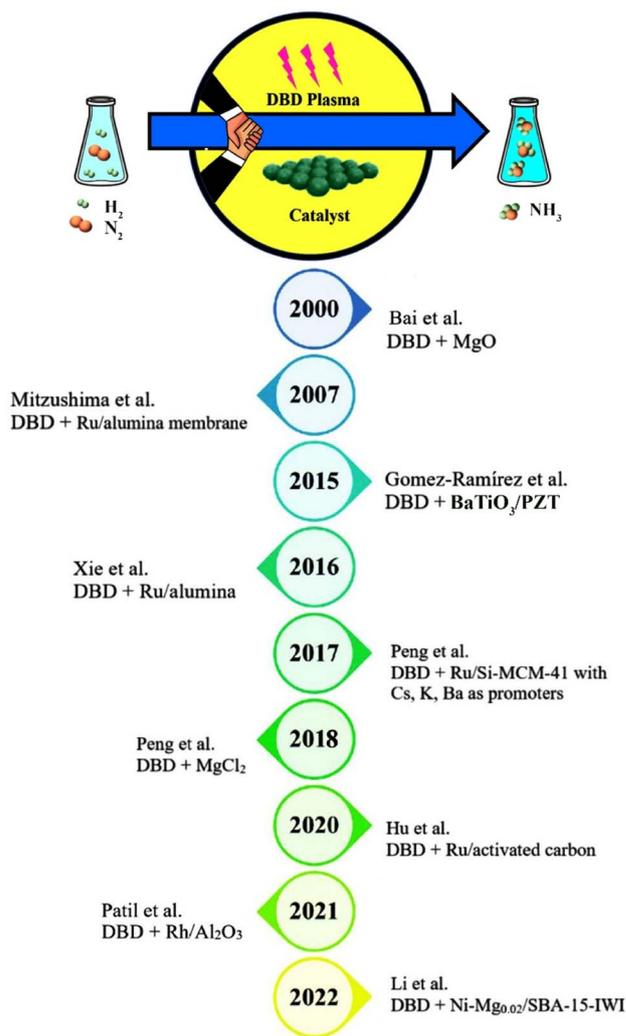 DBD Plasma
Catalyst
H₂
N₂
NH₃
2000
Bai et al.
DBD + MgO
2007
Mitzushima et al.
DBD + Ru/alumina membrane
2015
Gomez-Ramírez et al.
DBD + BaTiO₃/PZT
2016
Xie et al.
DBD + Ru/alumina
2017
Peng et al.
DBD + Ru/Si-MCM-41 with
Cs, K, Ba as promoters
2018
Peng et al.
DBD + MgCl₂
2020
Hu et al.
DBD + Ru/activated carbon
2021
Patil et al.
DBD + Rh/Al₂O₃
2022
Li et al.
DBD + Ni-Mg₀.₀₂/SBA-15-IWI